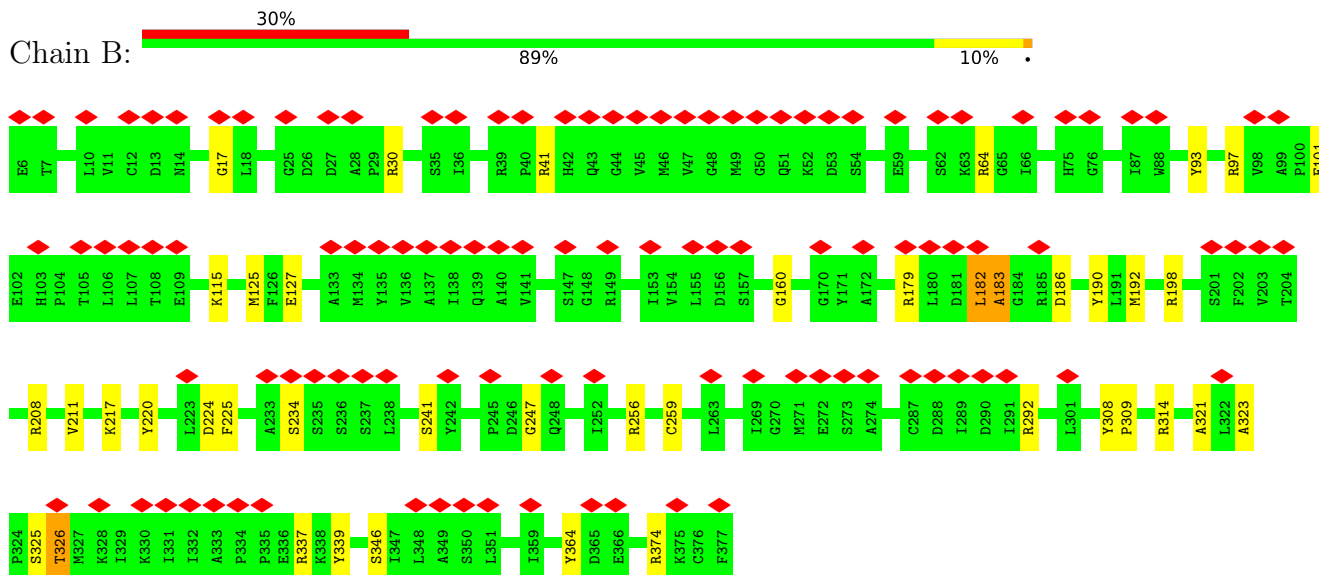 30%
Chain B:
89%
10%
•
E6 T7 L10 V11 C12 D13 N14 G17 L18 G25 D26 D27 A28 P29 R30 S35 I36 R39 P40 R41 H42 Q43 G44 V45 M46 V47 G48 M49 G50 Q51 K52 D53 S54 E59 S62 K63 R64 G65 I66 H75 G76 I87 W88 Y93 R97 V98 A99 P100 E101
E102 H103 P104 T105 L106 L107 T108 E109 K115 M125 F126 E127 A133 M134 Y135 V136 A137 I138 Q139 A140 V141 S147 G148 R149 I153 V154 L155 D156 S157 G160 G170 Y171 A172 R179 L180 D181 L182 A183 G184 R185 D186 Y190 L191 M192 R198 S201 F202 V203 T204
R208 V211 K217 Y220 L223 D224 F225 A233 S234 S235 S236 S237 L238 S241 Y242 P245 D246 G247 Q248 I252 R256 C259 L263 I269 G270 M271 E272 S273 A274 C287 D288 I289 D290 I291 R292 L301 Y308 P309 R314 A321 L322 A323
P324 S325 T326 M327 K328 I329 K330 I331 I332 A333 P334 P335 E336 R337 K338 Y339 S346 I347 L348 A349 S350 L351 I359 Y364 D365 E366 R374 K375 C376 F377